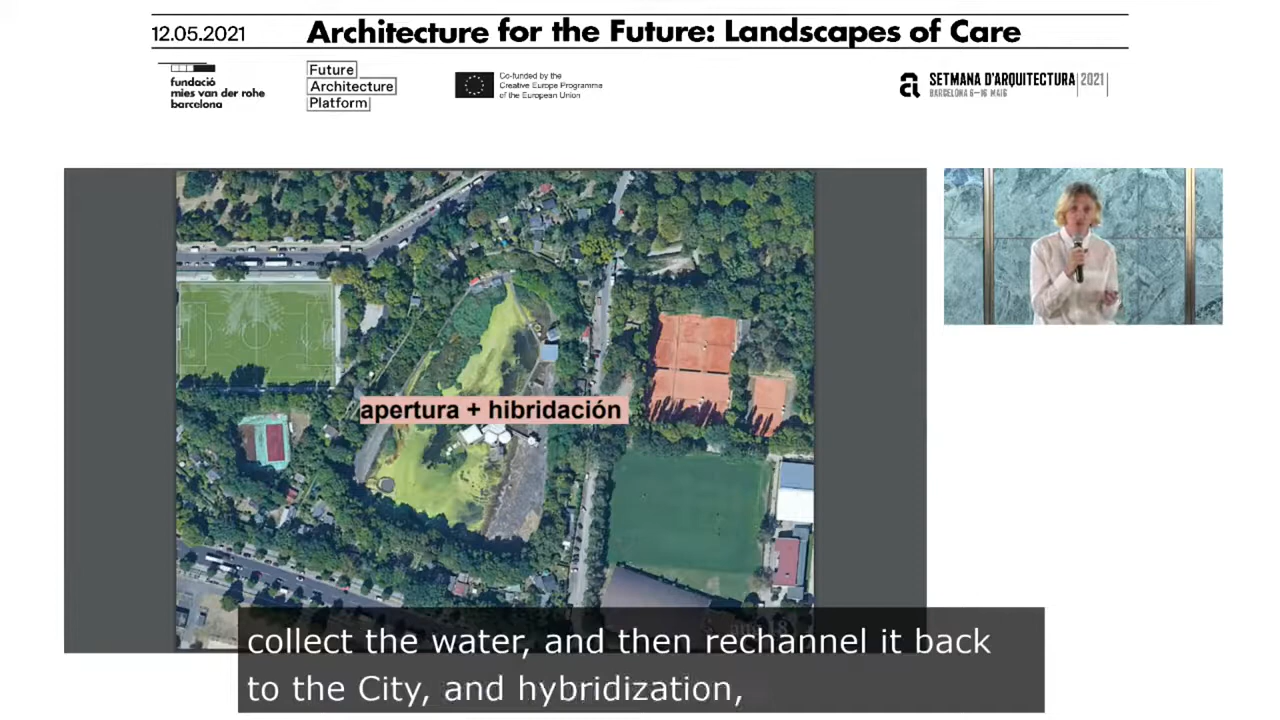 12.05.2021
Architecture for the Future: Landscapes of Care
fundació
mies van der rohe
barcelona
Future
Architecture
Platform
Co-funded by the
Creative Europe Programme
of the European Union
SETMANA D'ARQUITECTURA 2021
BARCELONA 6—16 MAIG
apertura + hibridación
collect the water, and then rechannel it back
to the City, and hybridization,